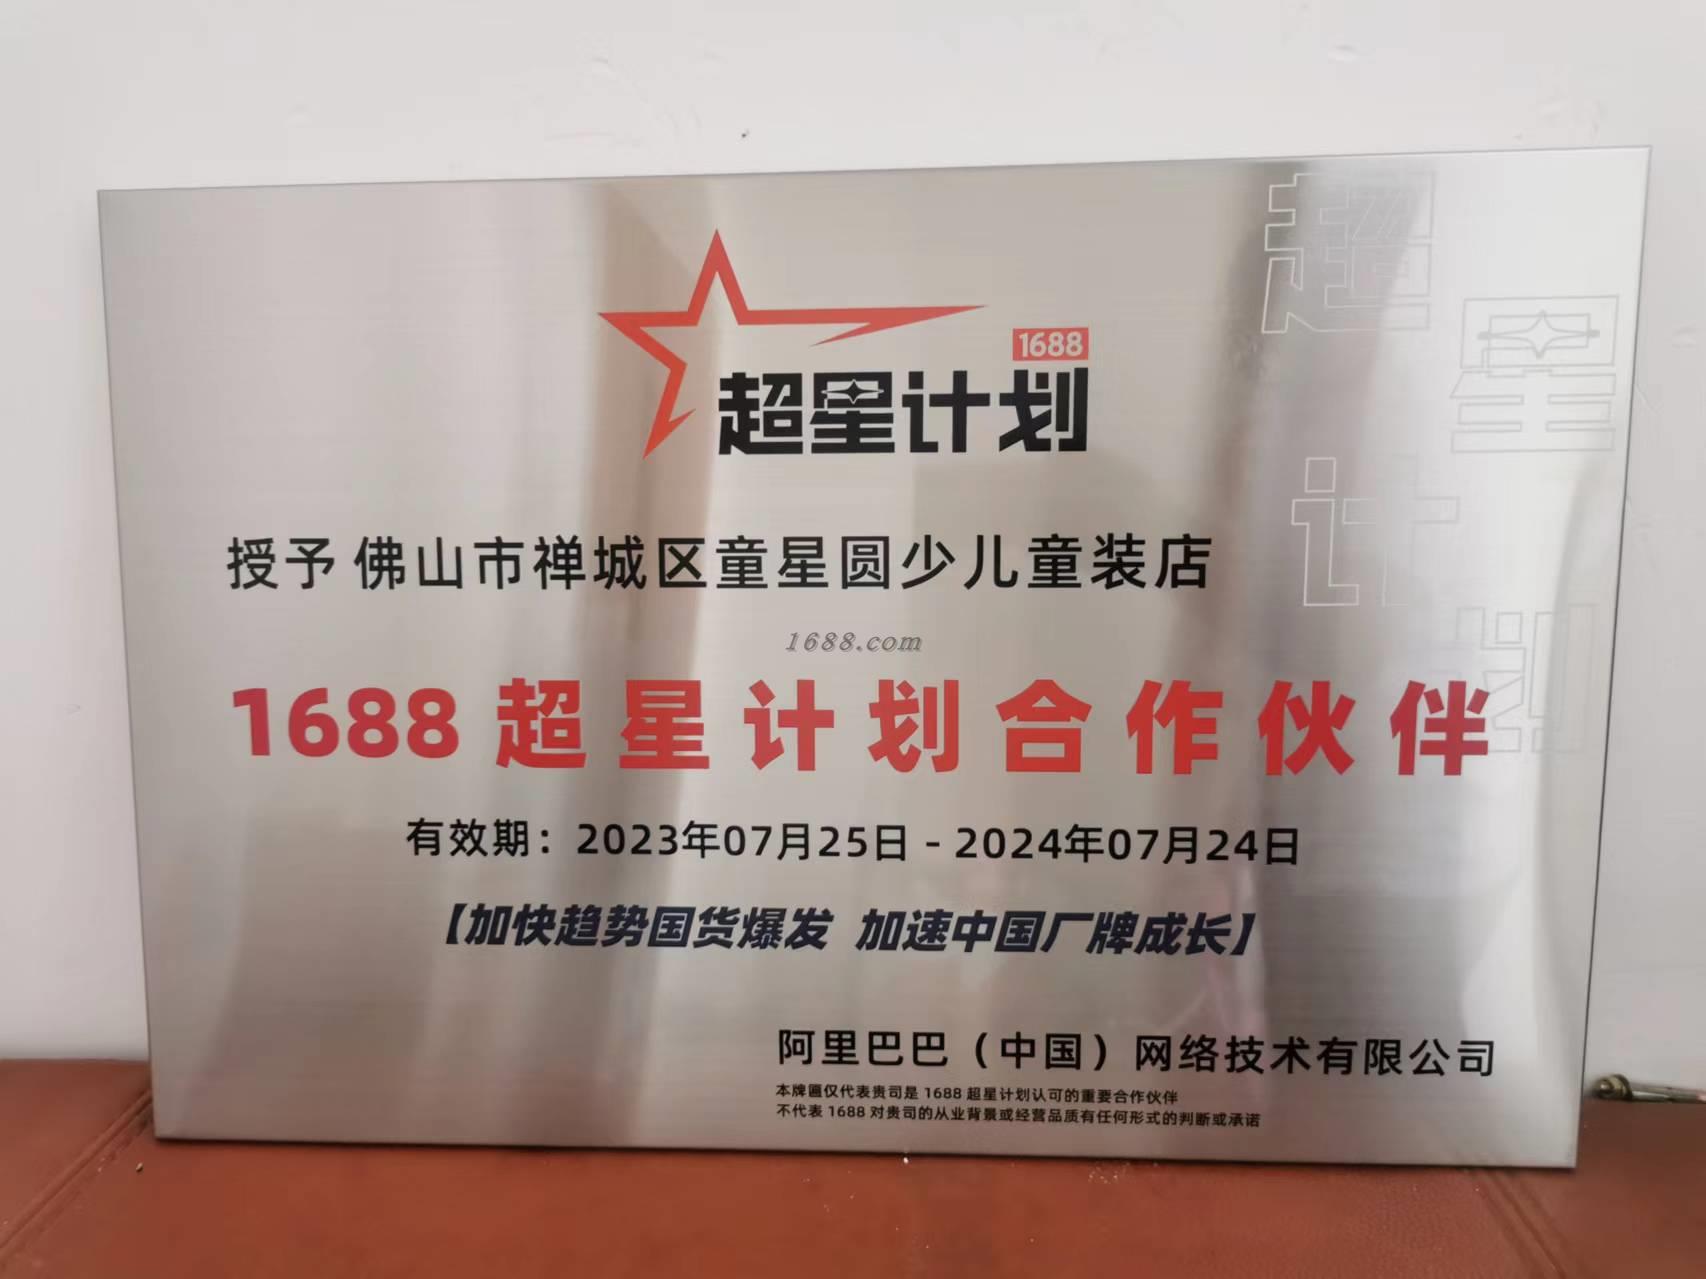 1688
超星计划
超
星
计
划
授予 佛山市禅城区童星圆少儿童装店
1688.com
1688 超星计划合作伙伴
有效期：2023年07月25日 - 2024年07月24日
【加快趋势国货爆发 加速中国厂牌成长】
阿里巴巴（中国）网络技术有限公司
本牌匾仅代表贵司是 1688 超星计划认可的重要合作伙伴
不代表 1688 对贵司的从业背景或经营品质有任何形式的判断或承诺